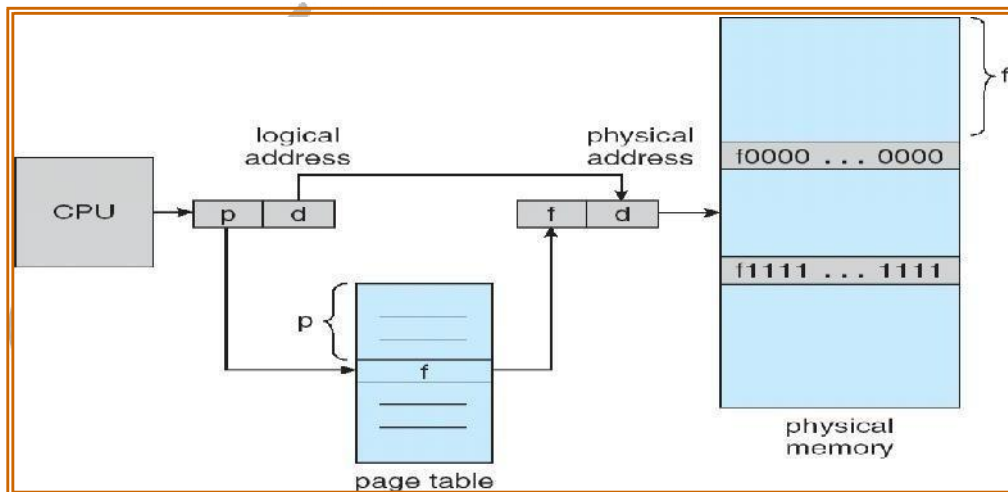 logical
address
physical
address
f
f0000 ... 0000
CPU
p
d
f
d
f1111 ... 1111
p
f
physical
memory
page table